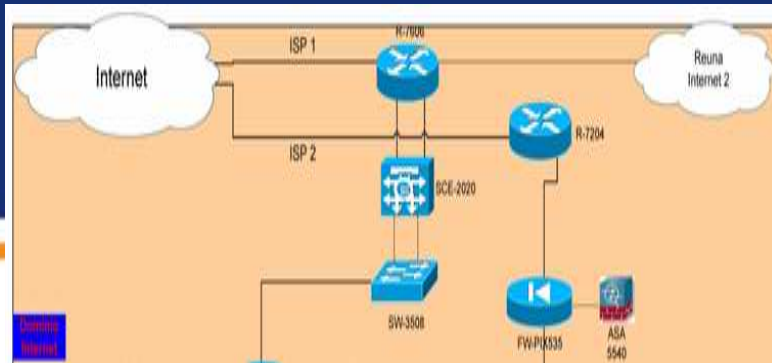 ISP 1
R-7606
Internet
Reuna
Internet 2
ISP 2
R-7204
SCE-2020
SW-3508
FW-PIX535
ASA
5540
Dominio
Internet